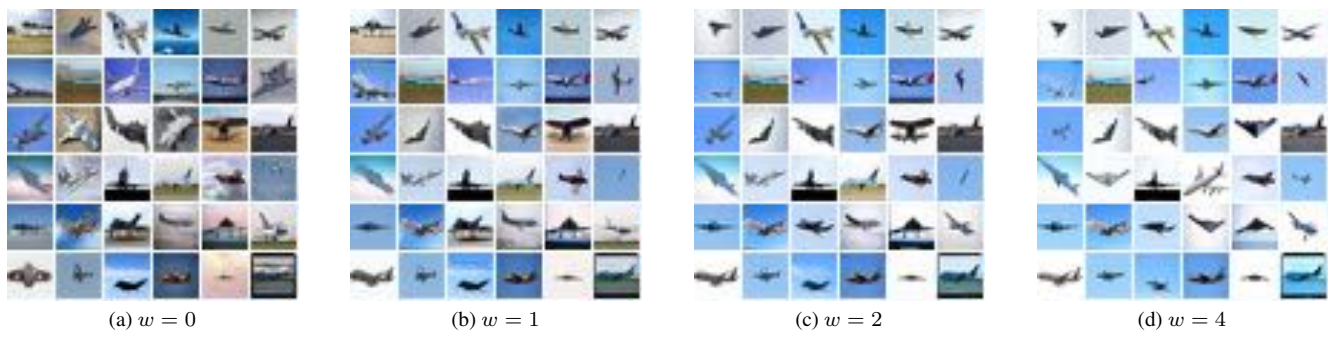 (a) w = 0
(b) w = 1
(c) w = 2
(d) w = 4